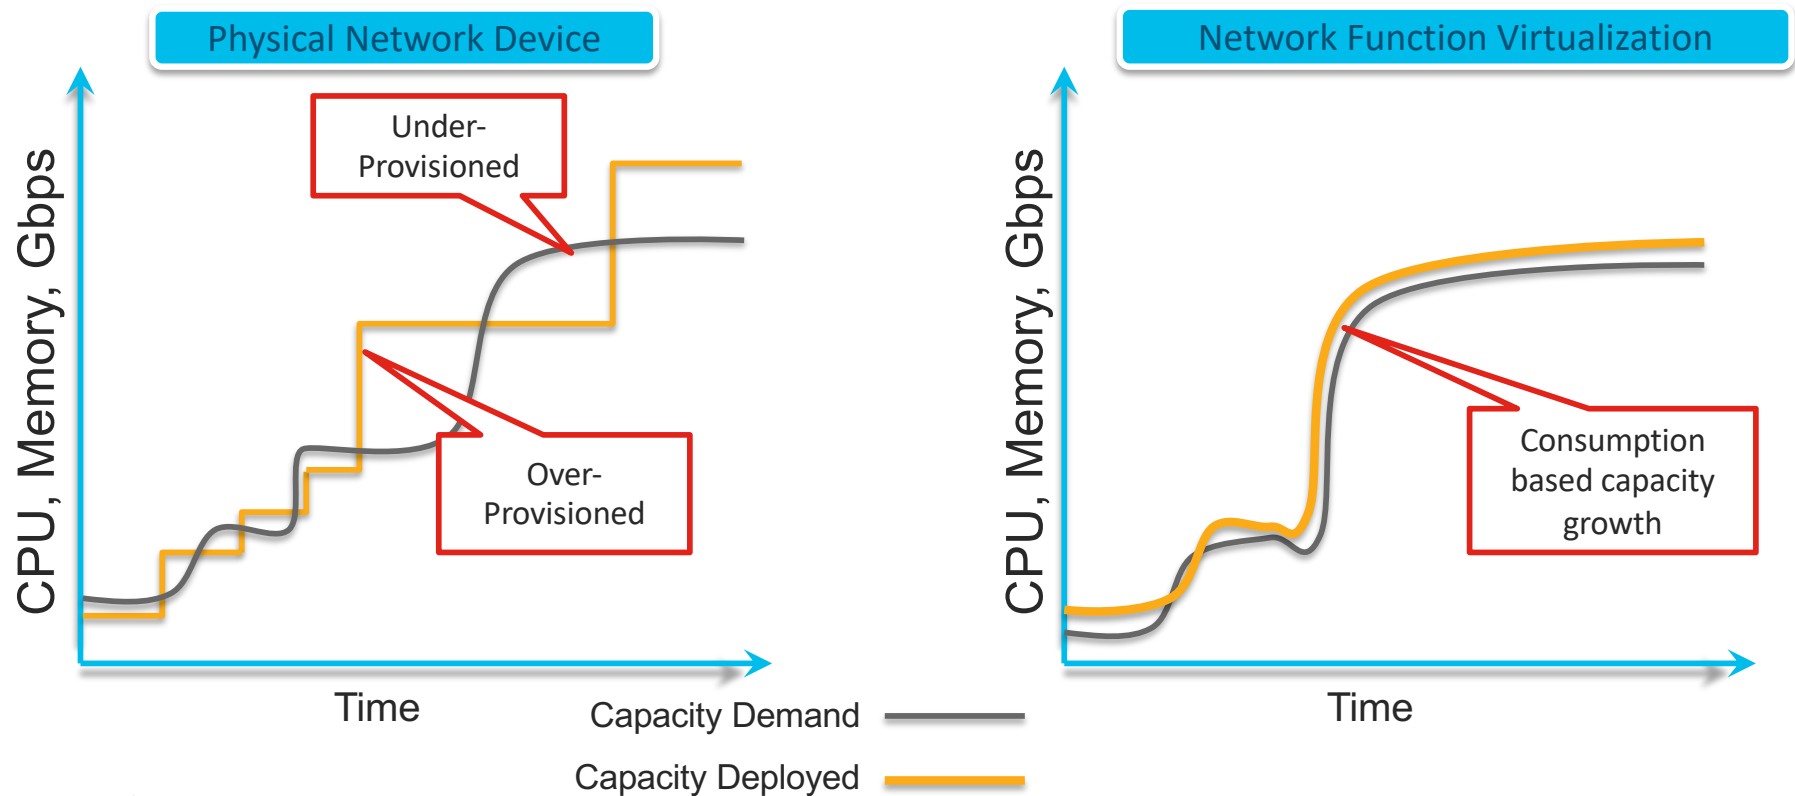 Physical Network Device
Network Function Virtualization
CPU, Memory, Gbps
Under-
Provisioned
Over-
Provisioned
Time
CPU, Memory, Gbps
Consumption
based capacity
growth
Time
Capacity Demand
Capacity Deployed